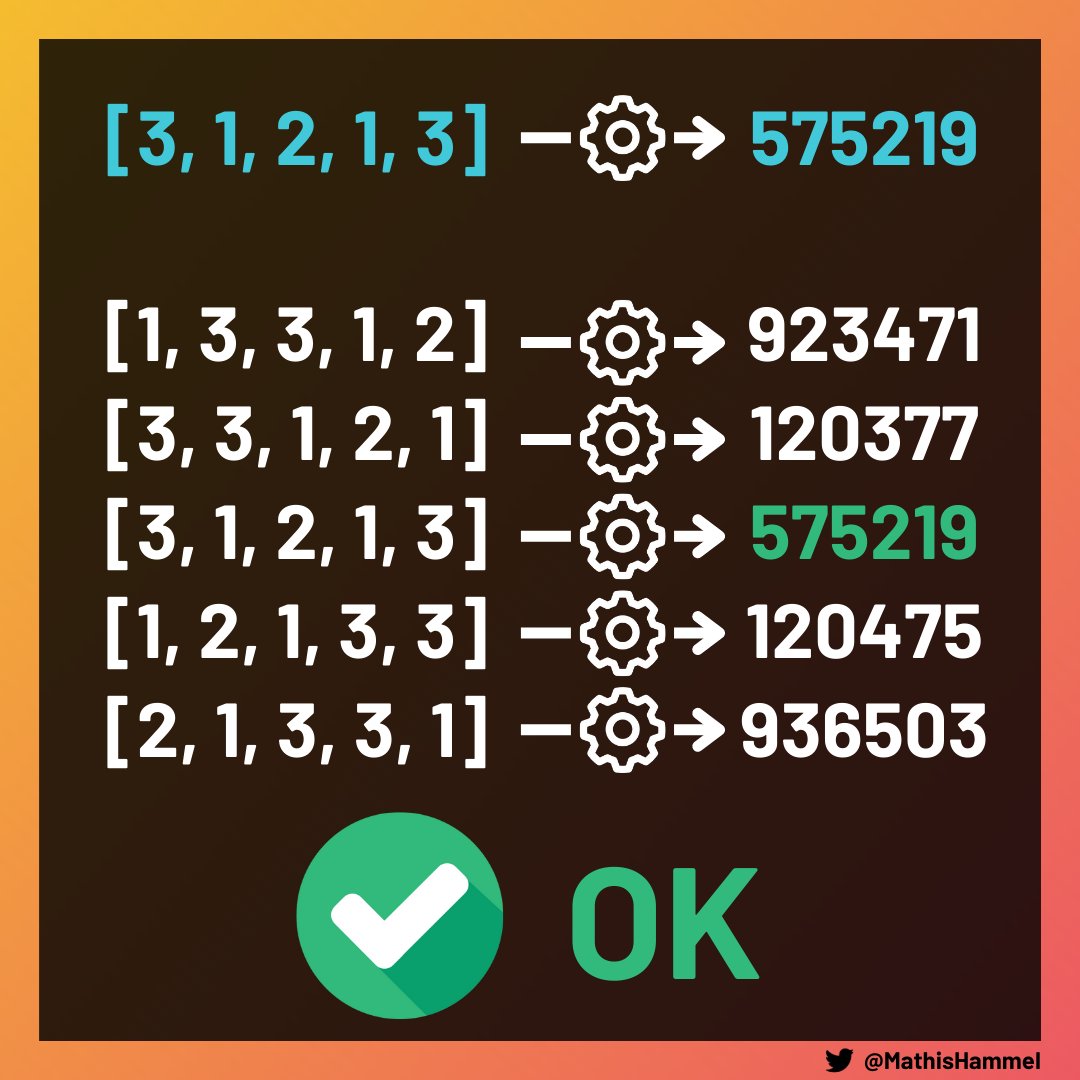 [3, 1, 2, 1, 3] 575219
[1, 3, 3, 1, 2] 923471
[3, 3, 1, 2, 1] 120377
[3, 1, 2, 1, 3] 575219
[1, 2, 1, 3, 3] 120475
[2, 1, 3, 3, 1] 936503
OK
@MathisHammel